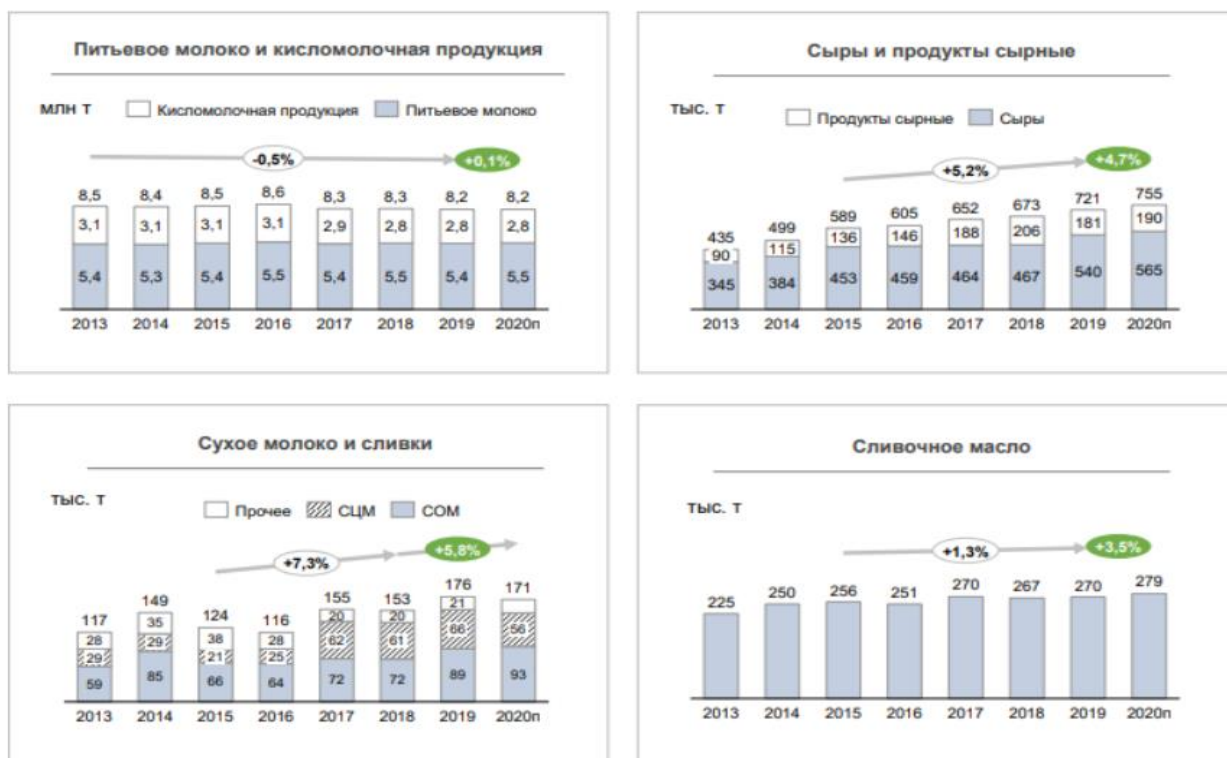 Питьевое молоко и кисломолочная продукция
млн т Кисломолочная продукция Питьевое молоко
-0,5% +0,1%
8,5 8,4 8,5 8,6 8,3 8,3 8,2 8,2
3,1 3,1 3,1 3,1 2,9 2,8 2,8 2,8
5,4 5,3 5,4 5,5 5,4 5,5 5,4 5,5
2013 2014 2015 2016 2017 2018 2019 2020п
Сыры и продукты сырные
тыс. т
Продукты сырные Сыры
+5,2% +4,7%
435 499 589 605 652 673 721 755
90 115 136 146 188 206 181 190
345 384 453 459 464 467 540 565
2013 2014 2015 2016 2017 2018 2019 2020п
Сухое молоко и сливки
тыс. т
Прочее СЦМ СОМ
+7,3% +5,8%
117 149 124 116 155 153 176 171
28 35 38 28 20 20 21
29 29 21 25 62 61 66 56
59 85 66 64 72 72 89 93
2013 2014 2015 2016 2017 2018 2019 2020п
Сливочное масло
тыс. т
+1,3% +3,5%
225 250 256 251 270 267 270 279
2013 2014 2015 2016 2017 2018 2019 2020п